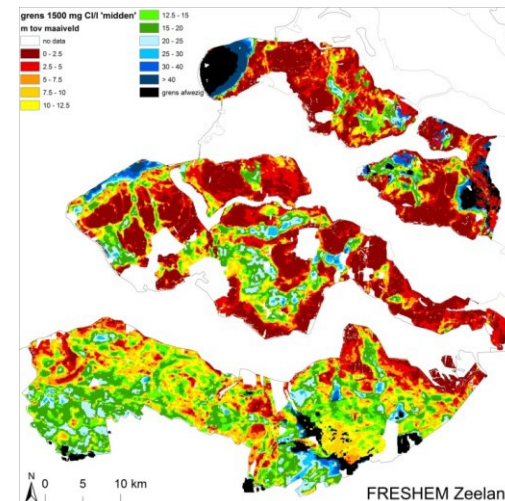 grens 1500 mg Cl/l 'midden'
m tov maaiveld
no data
0 - 2.5
2.5 - 5
5 - 7.5
7.5 - 10
10 - 12.5
12.5 - 15
15 - 20
20 - 25
25 - 30
30 - 40
> 40
grens afwezig
N
0 5 10 km
FRESHEM Zeelan